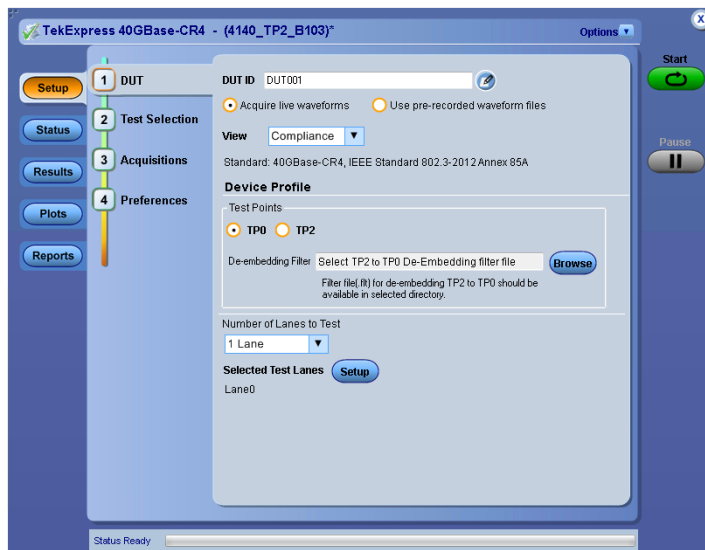 TekExpress 40GBase-CR4 - (4140_TP2_B103)*
Options
X
Start
Pause
Setup
Status
Results
Plots
Reports
1 DUT
2 Test Selection
3 Acquisitions
4 Preferences
DUT ID DUT001
Acquire live waveforms Use pre-recorded waveform files
View Compliance
Standard: 40GBase-CR4, IEEE Standard 802.3-2012 Annex 85A
Device Profile
Test Points
TP0 TP2
De-embedding Filter Select TP2 to TP0 De-Embedding filter file Browse
Filter file(.flt) for de-embedding TP2 to TP0 should be
available in selected directory.
Number of Lanes to Test
1 Lane
Selected Test Lanes Setup
Lane0
Status Ready